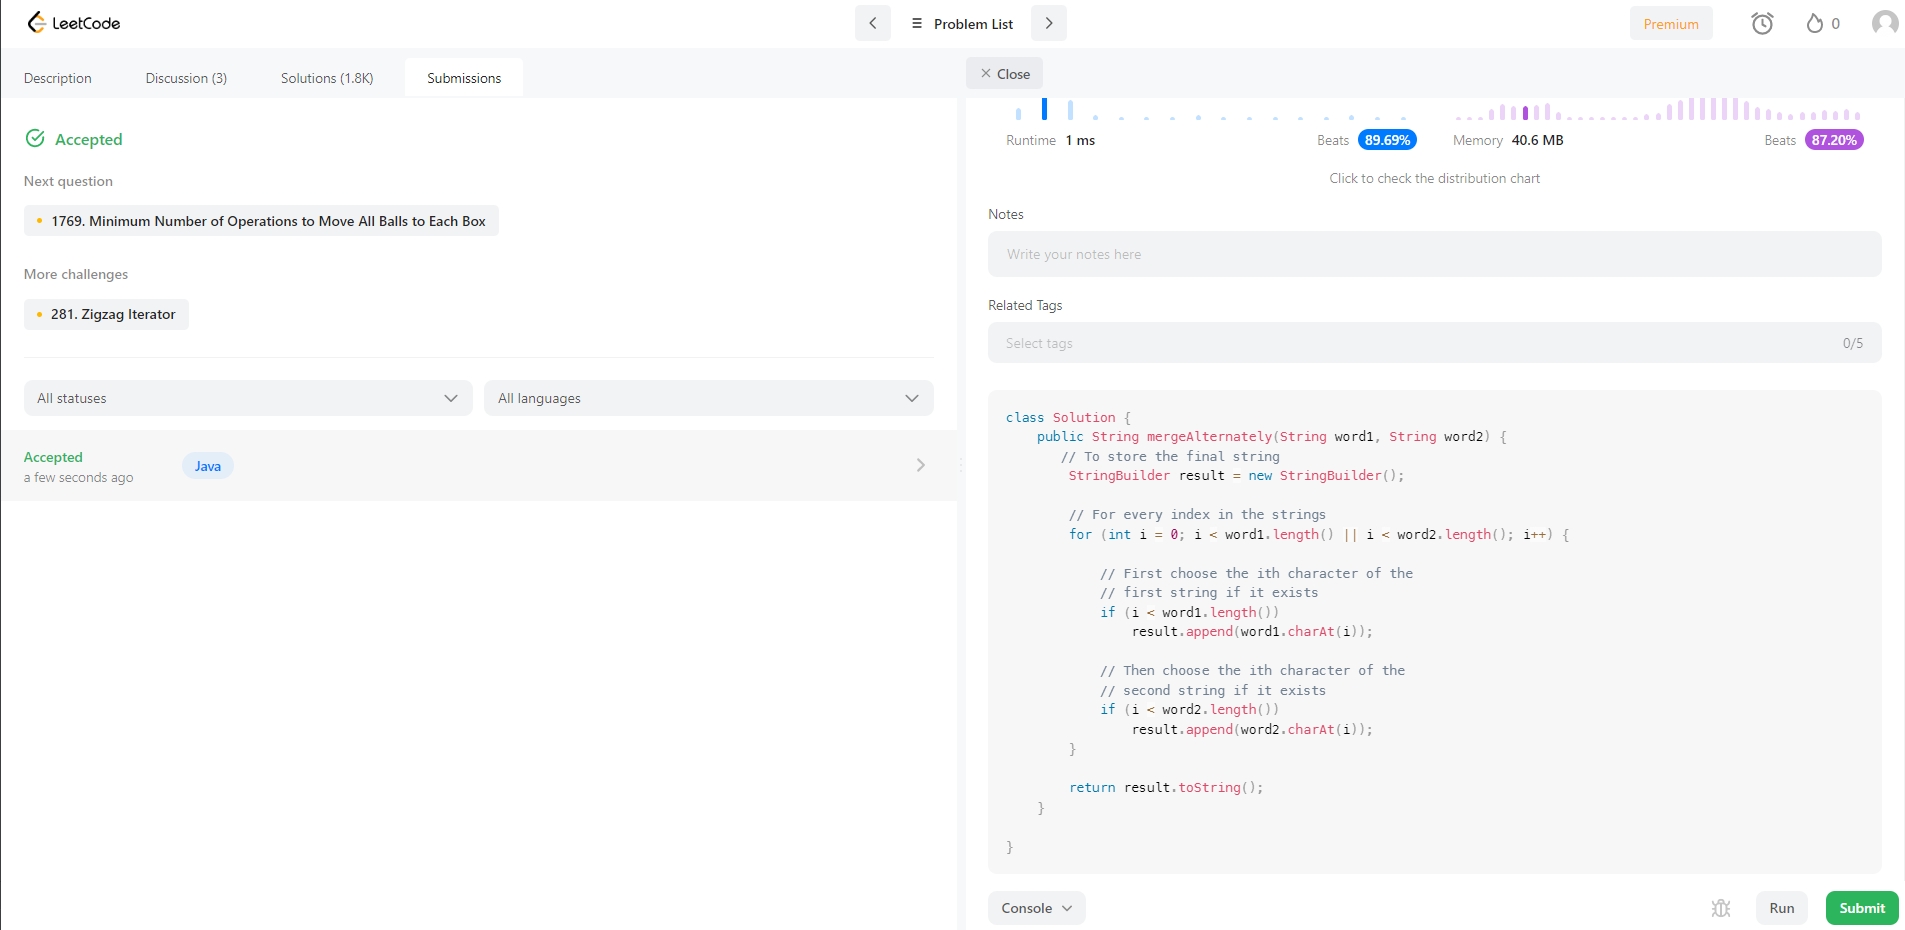 LeetCode
Problem List
Premium
0
Description
Discussion (3)
Solutions (1.8K)
Submissions
Close
Accepted
Next question
1769. Minimum Number of Operations to Move All Balls to Each Box
More challenges
281. Zigzag Iterator
All statuses
All languages
Accepted
a few seconds ago
Java
Runtime 1 ms
Beats 89.69%
Memory 40.6 MB
Beats 87.20%
Click to check the distribution chart
Notes
Write your notes here
Related Tags
Select tags
0/5
class Solution {
    public String mergeAlternately(String word1, String word2) {
       // To store the final string
        StringBuilder result = new StringBuilder();

        // For every index in the strings
        for (int i = 0; i < word1.length() || i < word2.length(); i++) {

            // First choose the ith character of the
            // first string if it exists
            if (i < word1.length())
                result.append(word1.charAt(i));

            // Then choose the ith character of the
            // second string if it exists
            if (i < word2.length())
                result.append(word2.charAt(i));
        }

        return result.toString();
    }

}
Console
Run
Submit